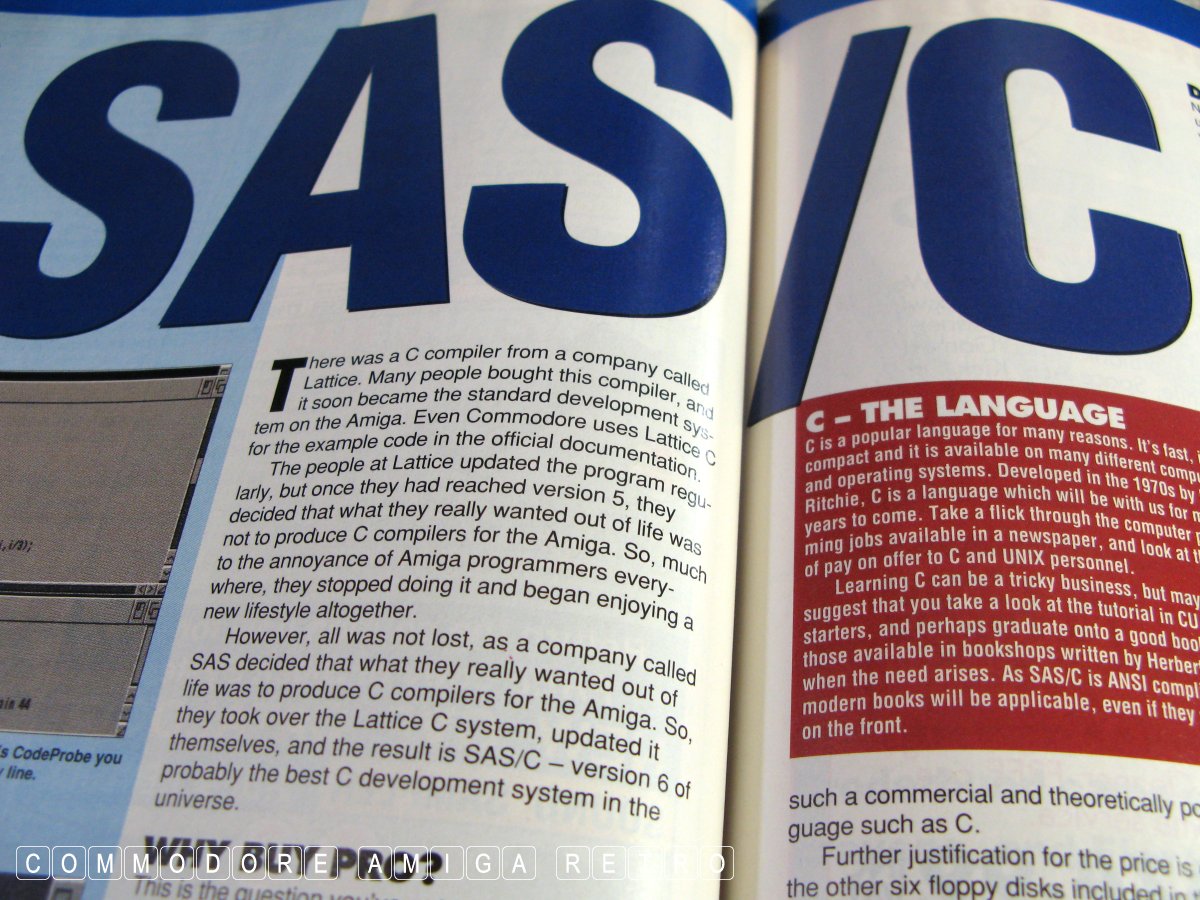 SAS/C
There was a C compiler from a company called
Lattice. Many people bought this compiler, and
it soon became the standard development sys-
tem on the Amiga. Even Commodore uses Lattice C
for the example code in the official documentation.
The people at Lattice updated the program regu-
larly, but once they had reached version 5, they
decided that what they really wanted out of life was
not to produce C compilers for the Amiga. So, much
to the annoyance of Amiga programmers every-
where, they stopped doing it and began enjoying a
new lifestyle altogether.
However, all was not lost, as a company called
SAS decided that what they really wanted out of
life was to produce C compilers for the Amiga. So,
they took over the Lattice C system, updated it
themselves, and the result is SAS/C – version 6 of
probably the best C development system in the
universe.
WHY BUY PRO?
This is the question
,i/3);
in 44
s CodeProbe you
line.
C – THE LANGUAGE
C is a popular language for many reasons. It's fast,
compact and it is available on many different
and operating systems. Developed in the 1970s by
Ritchie, C is a language which will be with us for
years to come. Take a flick through the computer
ming jobs available in a newspaper, and look at
of pay on offer to C and UNIX personnel.
Learning C can be a tricky business, but may
suggest that you take a look at the tutorial in CU
starters, and perhaps graduate onto a good
those available in bookshops written by
when the need arises. As SAS/C is ANSI
modern books will be applicable, even if they
on the front.
such a commercial and theoretically
guage such as C.
Further justification for the price is
the other six floppy disks included in
COMMODORE AMIGA RETRO